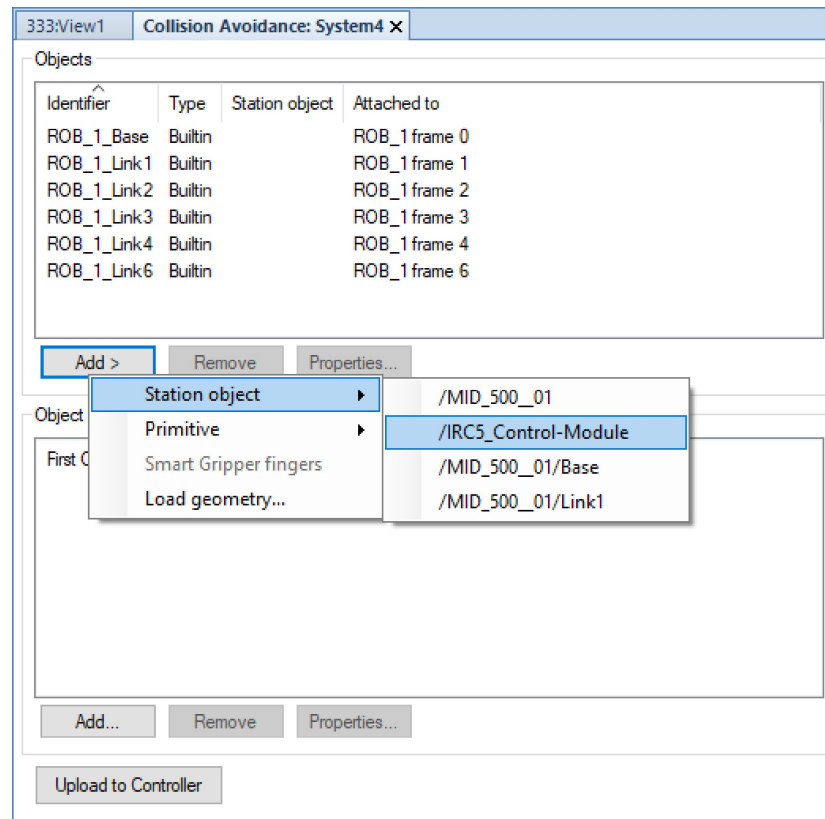 333:View1 Collision Avoidance: System4
Objects
Identifier Type Station object Attached to
ROB_1_Base Builtin ROB_1 frame 0
ROB_1_Link1 Builtin ROB_1 frame 1
ROB_1_Link2 Builtin ROB_1 frame 2
ROB_1_Link3 Builtin ROB_1 frame 3
ROB_1_Link4 Builtin ROB_1 frame 4
ROB_1_Link6 Builtin ROB_1 frame 6
Add > Remove Properties...
Station object /MID_500__01
Object
Primitive /IRC5_Control-Module
First
Smart Gripper fingers /MID_500__01/Base
Load geometry... /MID_500__01/Link1
Add... Remove Properties...
Upload to Controller